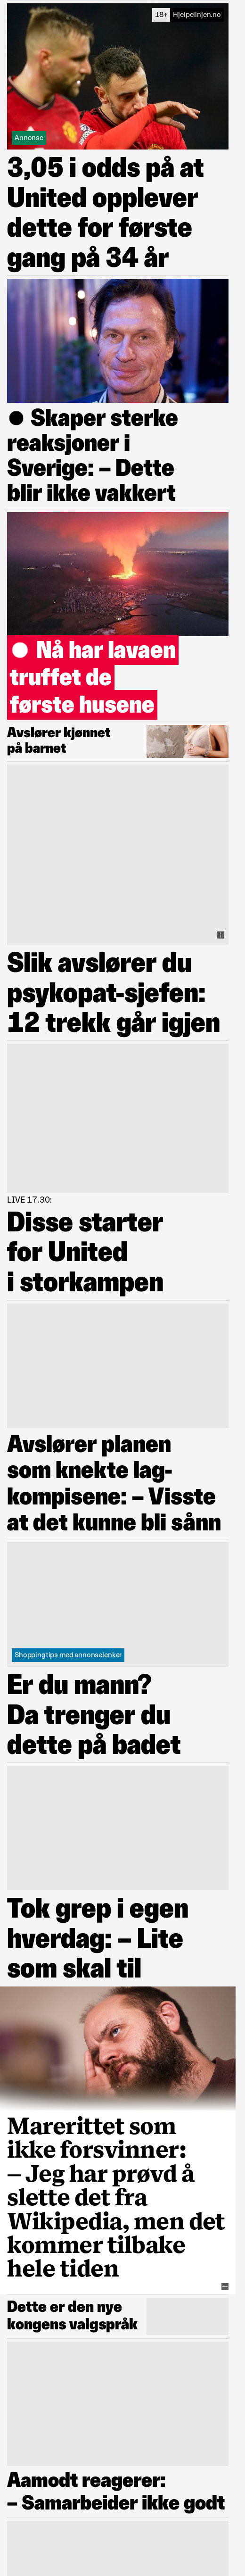 18+ Hjelpelinjen.no
Annonse
3,05 i odds på at
United opplever
dette for første
gang på 34 år
● Skaper sterke
reaksjoner i
Sverige: – Dette
blir ikke vakkert
● Nå har lavaen
truffet de
første husene
Avslører kjønnet
på barnet
Slik avslører du
psykopat-sjefen:
12 trekk går igjen
LIVE 17.30:
Disse starter
for United
i storkampen
Avslører planen
som knekte lag-
kompisene: – Visste
at det kunne bli sånn
Shoppingtips med annonselenker
Er du mann?
Da trenger du
dette på badet
Tok grep i egen
hverdag: – Lite
som skal til
Marerittet som
ikke forsvinner:
– Jeg har prøvd å
slette det fra
Wikipedia, men det
kommer tilbake
hele tiden
Dette er den nye
kongens valgspråk
Aamodt reagerer:
– Samarbeider ikke godt